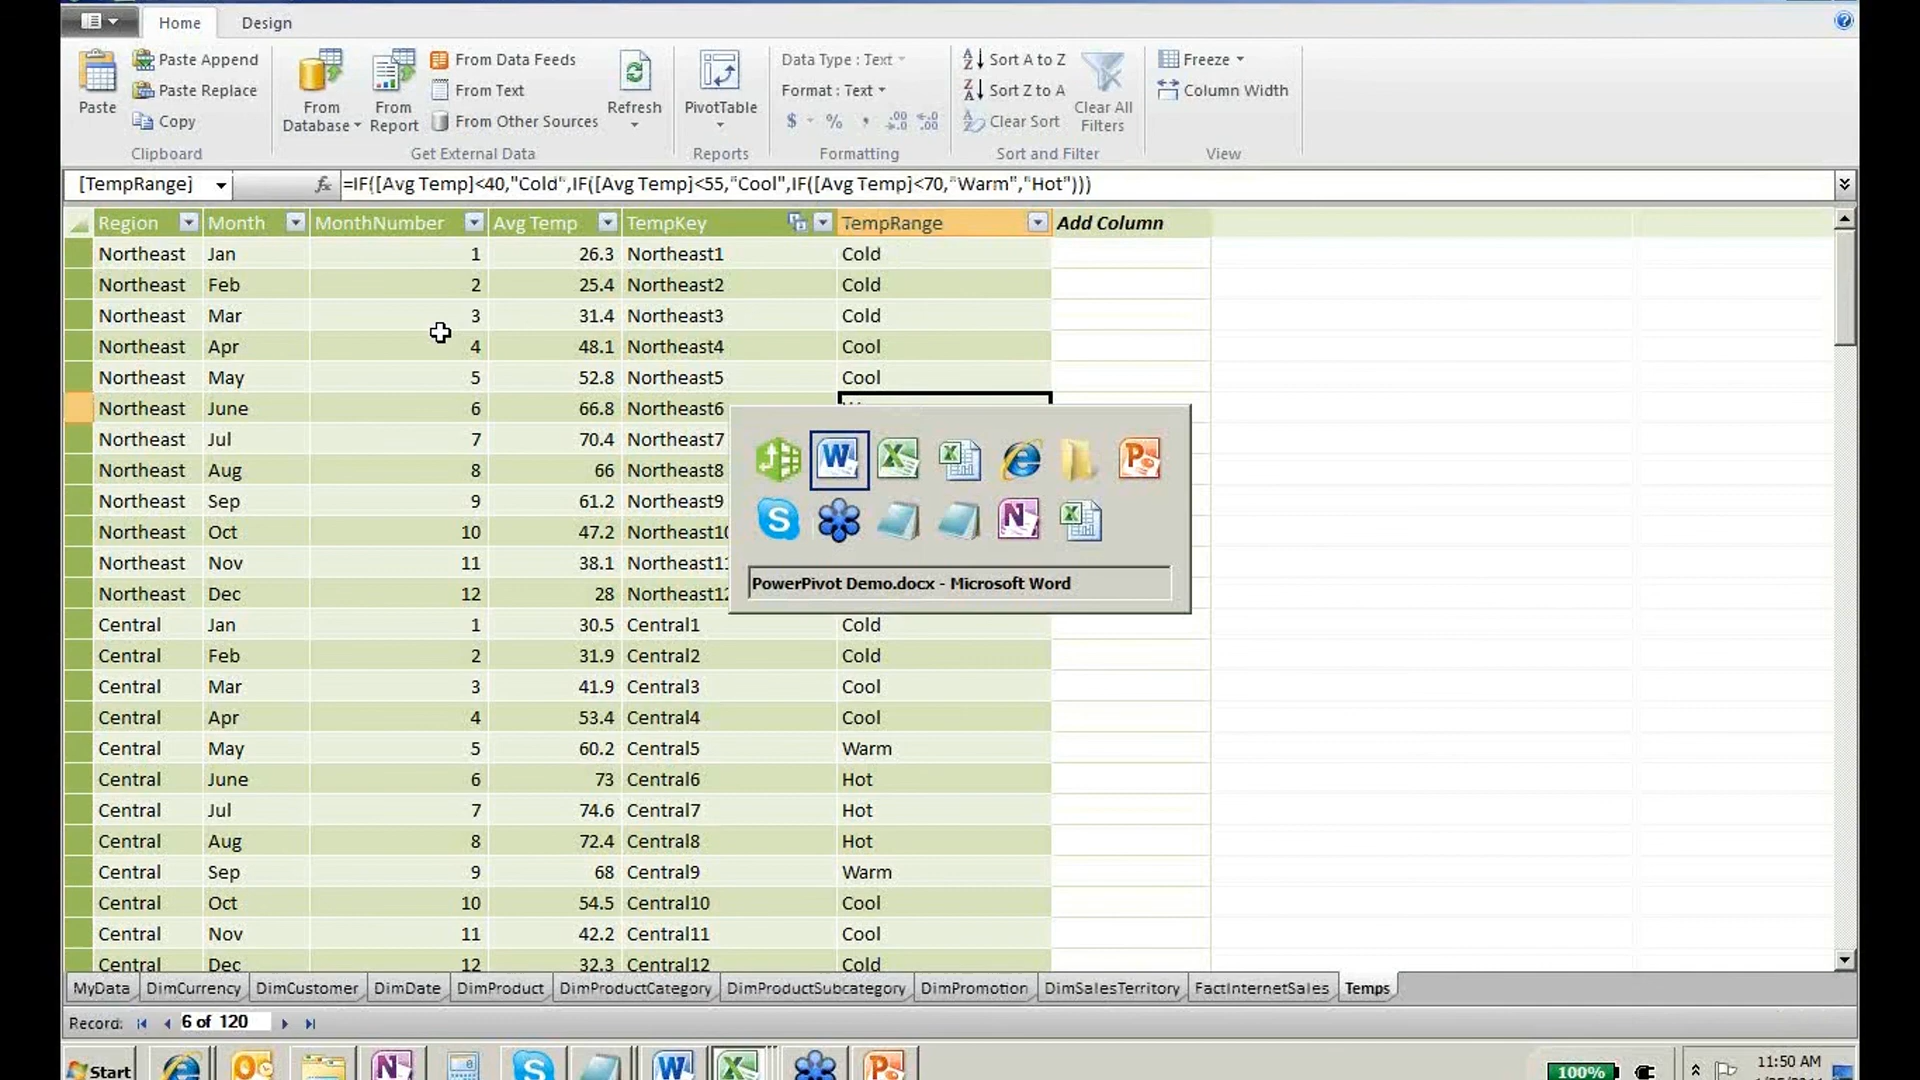 Home Design
Paste Paste Append Paste Replace Copy Clipboard
From Database From Report From Data Feeds From Text From Other Sources Refresh Get External Data
PivotTable Reports
Data Type : Text Format : Text $ % , .00 .0 .0 .00 Formatting
Sort A to Z Sort Z to A Clear Sort Clear All Filters Sort and Filter
Freeze Column Width View
[TempRange] fx =IF([Avg Temp]<40,"Cold",IF([Avg Temp]<55,"Cool",IF([Avg Temp]<70,"Warm","Hot")))
Region Month MonthNumber Avg Temp TempKey TempRange Add Column
Northeast Jan 1 26.3 Northeast1 Cold
Northeast Feb 2 25.4 Northeast2 Cold
Northeast Mar 3 31.4 Northeast3 Cold
Northeast Apr 4 48.1 Northeast4 Cool
Northeast May 5 52.8 Northeast5 Cool
Northeast June 6 66.8 Northeast6
Northeast Jul 7 70.4 Northeast7
Northeast Aug 8 66 Northeast8
Northeast Sep 9 61.2 Northeast9
Northeast Oct 10 47.2 Northeast10
Northeast Nov 11 38.1 Northeast11
Northeast Dec 12 28 Northeast12
PowerPivot Demo.docx - Microsoft Word
Central Jan 1 30.5 Central1 Cold
Central Feb 2 31.9 Central2 Cold
Central Mar 3 41.9 Central3 Cool
Central Apr 4 53.4 Central4 Cool
Central May 5 60.2 Central5 Warm
Central June 6 73 Central6 Hot
Central Jul 7 74.6 Central7 Hot
Central Aug 8 72.4 Central8 Hot
Central Sep 9 68 Central9 Warm
Central Oct 10 54.5 Central10 Cool
Central Nov 11 42.2 Central11 Cool
Central Dec 12 32.3 Central12 Cold
MyData DimCurrency DimCustomer DimDate DimProduct DimProductCategory DimProductSubcategory DimPromotion DimSalesTerritory FactInternetSales Temps
Record: 6 of 120
Start 100% 11:50 AM